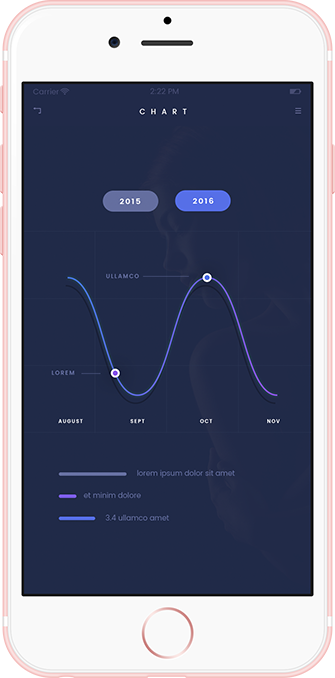 Carrier 2:22 PM
CHART
2015 2016
ULLAMCO
LOREM
AUGUST SEPT OCT NOV
lorem ipsum dolor sit amet
et minim dolore
3.4 ullamco amet